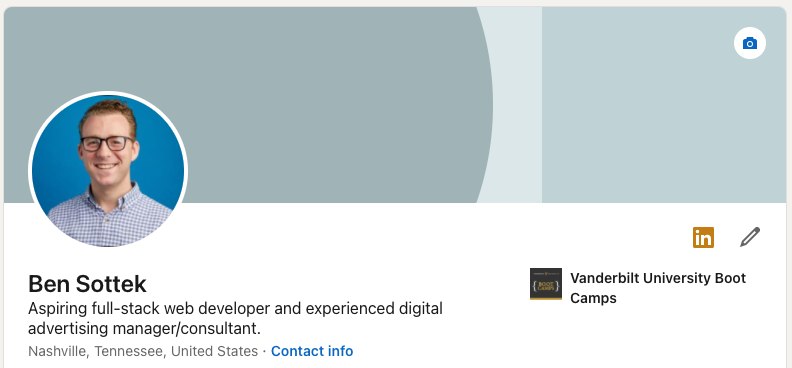 Ben Sottek
Aspiring full-stack web developer and experienced digital
advertising manager/consultant.
Nashville, Tennessee, United States · Contact info
in
BOOT
CAMPS
Vanderbilt University Boot
Camps